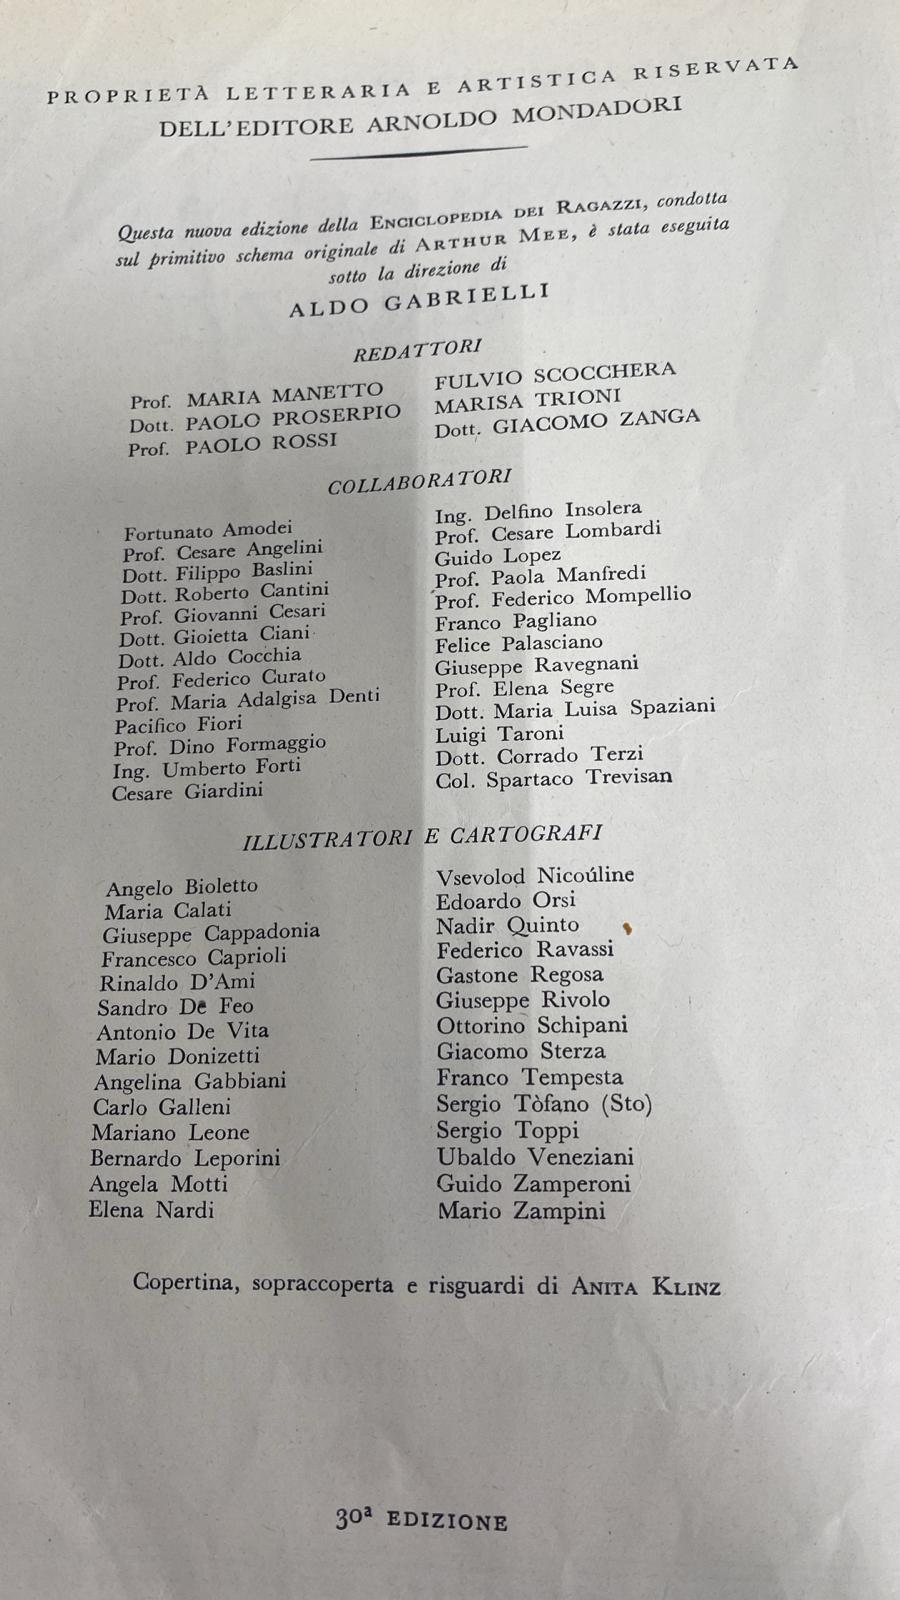 PROPRIETÀ LETTERARIA E ARTISTICA RISERVATA
DELL'EDITORE ARNOLDO MONDADORI
Questa nuova edizione della ENCICLOPEDIA DEI RAGAZZI, condotta
sul primitivo schema originale di ARTHUR MEE, è stata eseguita
sotto la direzione di
ALDO GABRIELLI
REDATTORI
Prof. MARIA MANETTO
Dott. PAOLO PROSERPIO
Prof. PAOLO ROSSI
FULVIO SCOCCHERA
MARISA TRIONI
Dott. GIACOMO ZANGA
COLLABORATORI
Fortunato Amodei
Prof. Cesare Angelini
Dott. Filippo Baslini
Dott. Roberto Cantini
Prof. Giovanni Cesari
Dott. Gioietta Ciani
Dott. Aldo Cocchia
Prof. Federico Curato
Prof. Maria Adalgisa Denti
Pacifico Fiori
Prof. Dino Formaggio
Ing. Umberto Forti
Cesare Giardini
Ing. Delfino Insolera
Prof. Cesare Lombardi
Guido Lopez
Prof. Paola Manfredi
Prof. Federico Mompellio
Franco Pagliano
Felice Palasciano
Giuseppe Ravegnani
Prof. Elena Segre
Dott. Maria Luisa Spaziani
Luigi Taroni
Dott. Corrado Terzi
Col. Spartaco Trevisan
ILLUSTRATORI E CARTOGRAFI
Angelo Bioletto
Maria Calati
Giuseppe Cappadonia
Francesco Caprioli
Rinaldo D'Ami
Sandro De Feo
Antonio De Vita
Mario Donizetti
Angelina Gabbiani
Carlo Galleni
Mariano Leone
Bernardo Leporini
Angela Motti
Elena Nardi
Vsevolod Nicoúline
Edoardo Orsi
Nadir Quinto
Federico Ravassi
Gastone Regosa
Giuseppe Rivolo
Ottorino Schipani
Giacomo Sterza
Franco Tempesta
Sergio Tòfano (Sto)
Sergio Toppi
Ubaldo Veneziani
Guido Zamperoni
Mario Zampini
Copertina, sopraccoperta e risguardi di ANITA KLINZ
30ª EDIZIONE